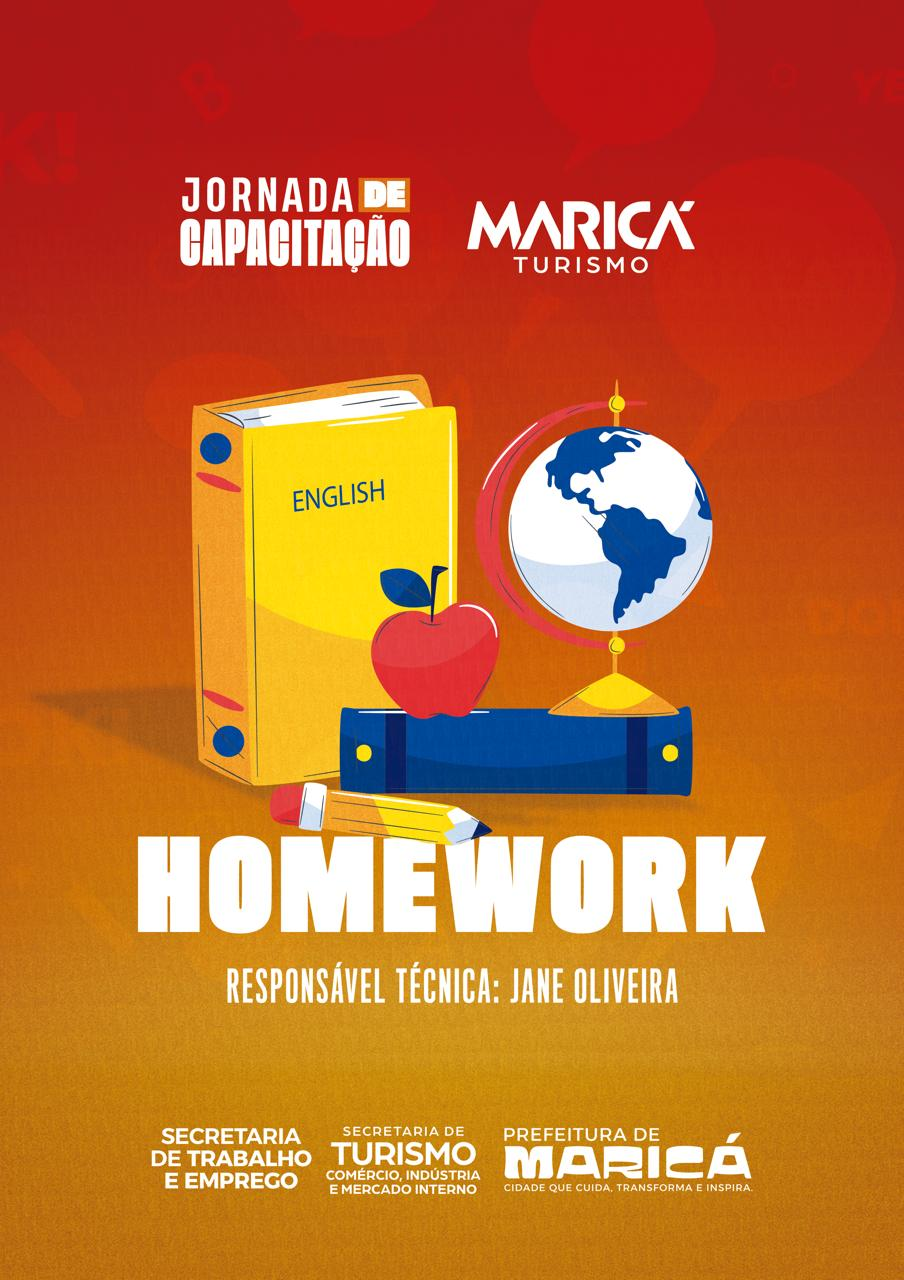 JORNADA DE
CAPACITAÇÃO
MARICÁ
TURISMO
ENGLISH
HOMEWORK
RESPONSÁVEL TÉCNICA: JANE OLIVEIRA
SECRETARIA
DE TRABALHO
E EMPREGO
SECRETARIA DE
TURISMO
COMÉRCIO, INDÚSTRIA
E MERCADO INTERNO
PREFEITURA DE
MARICÁ
CIDADE QUE CUIDA, TRANSFORMA E INSPIRA.